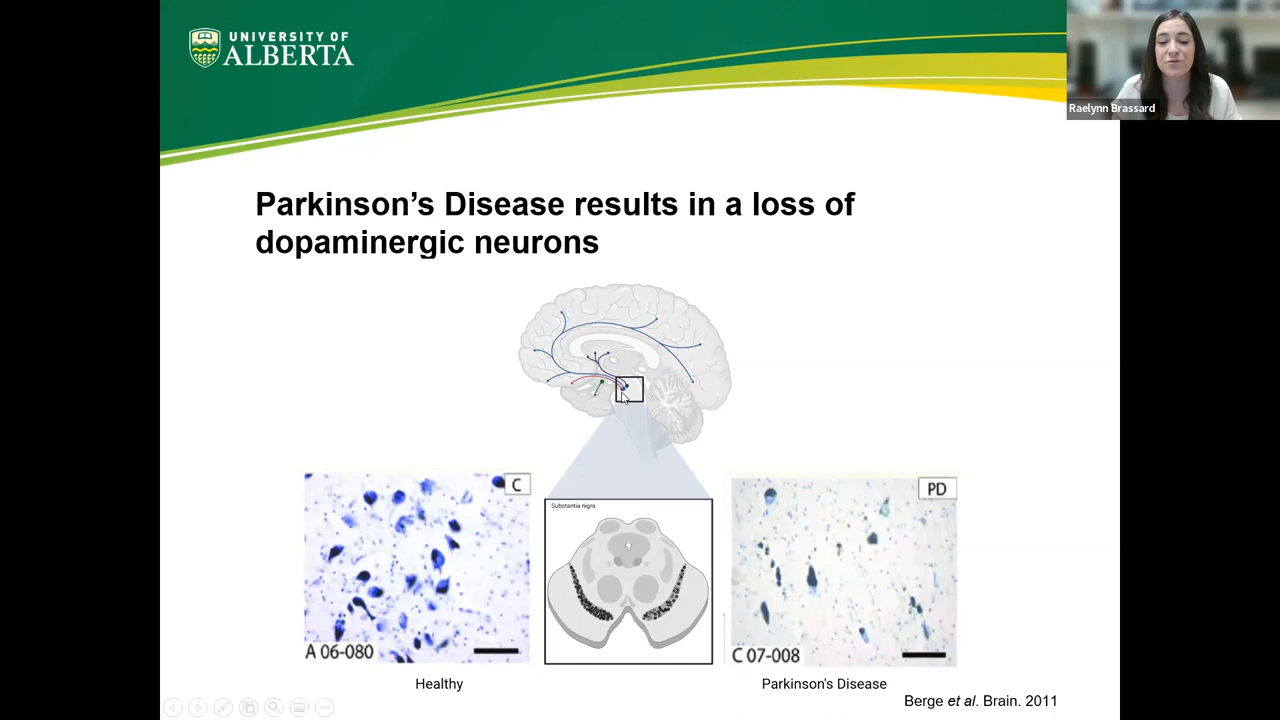 UNIVERSITY OF
ALBERTA
Raelynn Brassard
Parkinson's Disease results in a loss of
dopaminergic neurons
C
Substantia nigra
PD
A 06-080
C 07-008
Healthy
Parkinson's Disease
Berge et al. Brain. 2011